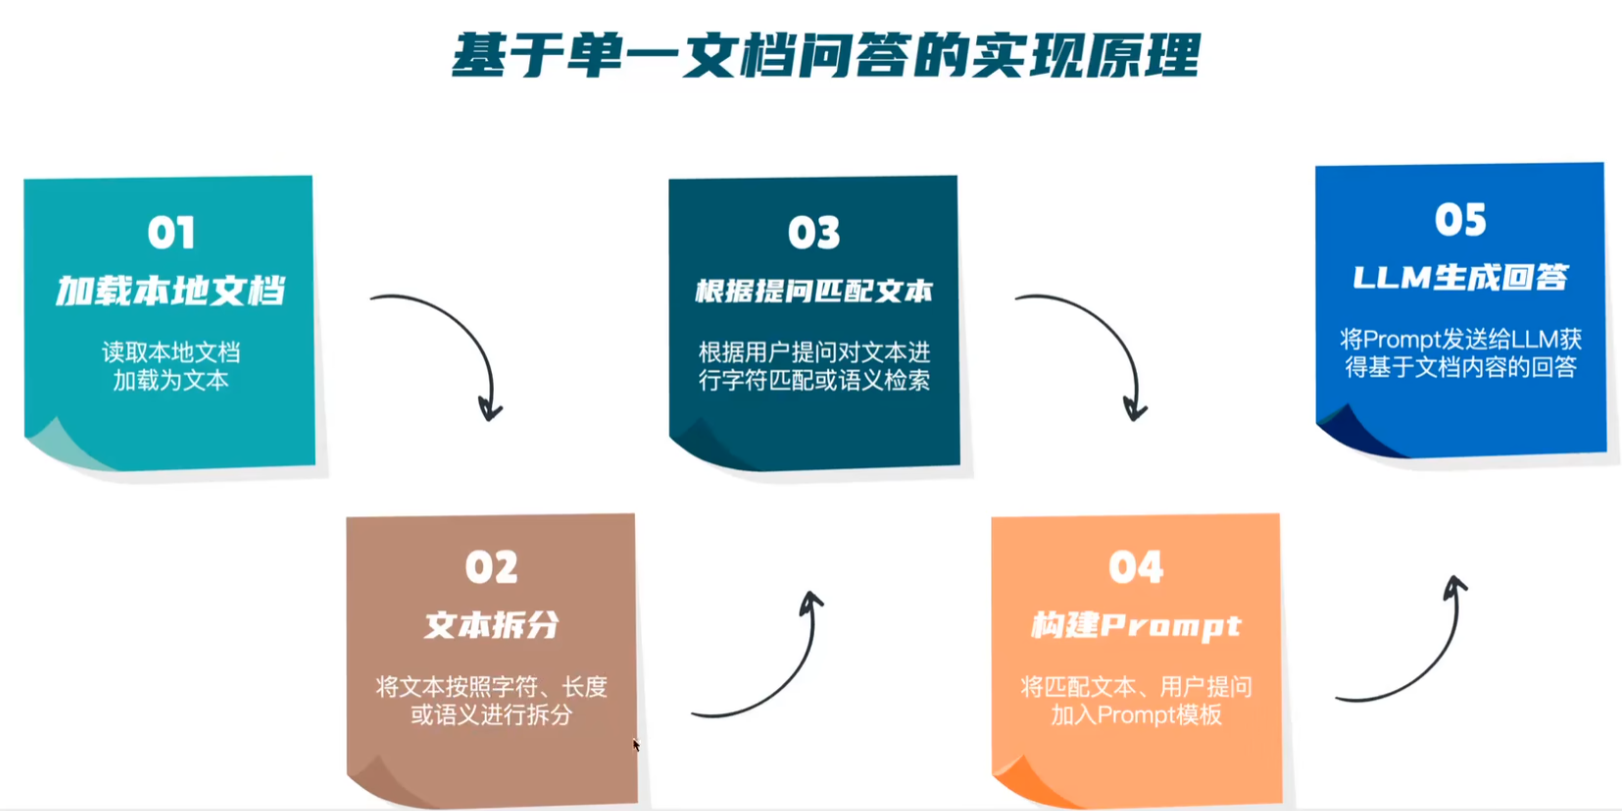 基于单一文档问答的实现原理
01
加载本地文档
读取本地文档
加载为文本
02
文本拆分
将文本按照字符、长度
或语义进行拆分
03
根据提问匹配文本
根据用户提问对文本进
行字符匹配或语义检索
04
构建Prompt
将匹配文本、用户提问
加入Prompt模板
05
LLM生成回答
将Prompt发送给LLM获
得基于文档内容的回答